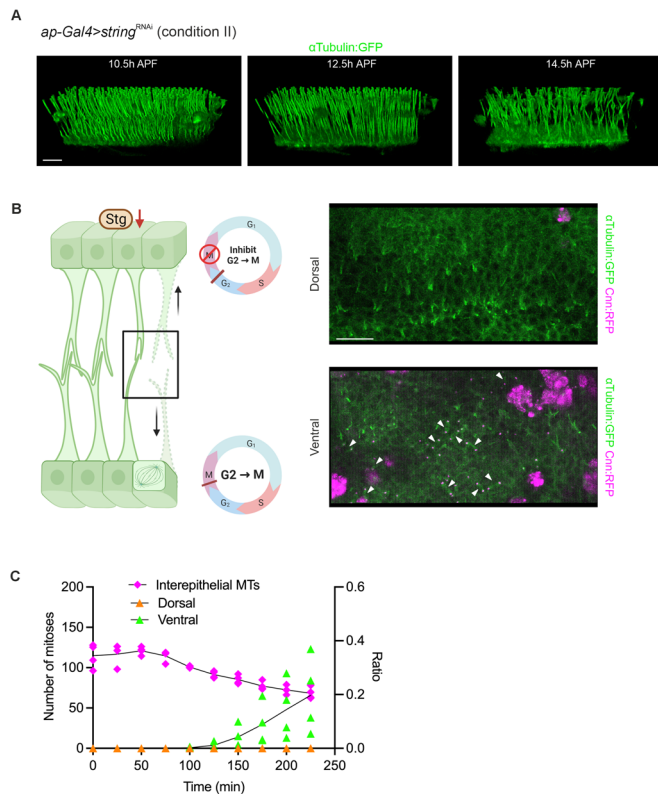 A
ap-Gal4>string^RNAi (condition II)
αTubulin:GFP
10.5h APF
12.5h APF
14.5h APF
B
Stg
G₁
M
Inhibit
G2 → M
G₂
S
Dorsal
αTubulin:GFP Cnn:RFP
G₁
M
G2 → M
G₂
S
Ventral
αTubulin:GFP Cnn:RFP
C
Interepithelial MTs
Dorsal
Ventral
Number of mitoses
200
150
100
50
0
0.6
0.4
0.2
0.0
Ratio
0
50
100
150
200
250
Time (min)